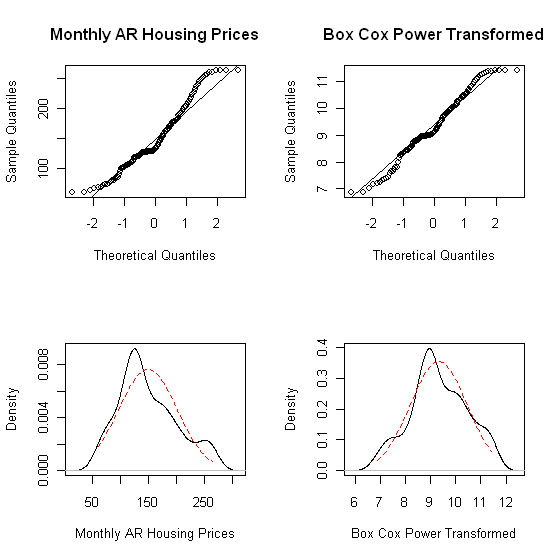 Monthly AR Housing Prices
Box Cox Power Transformed
Sample Quantiles
200
100
-2 -1 0 1 2
Theoretical Quantiles
Sample Quantiles
11
10
9
8
7
-2 -1 0 1 2
Theoretical Quantiles
Density
0.008
0.004
0.000
50 150 250
Monthly AR Housing Prices
Density
0.4
0.3
0.2
0.1
0.0
6 7 8 9 10 11 12
Box Cox Power Transformed